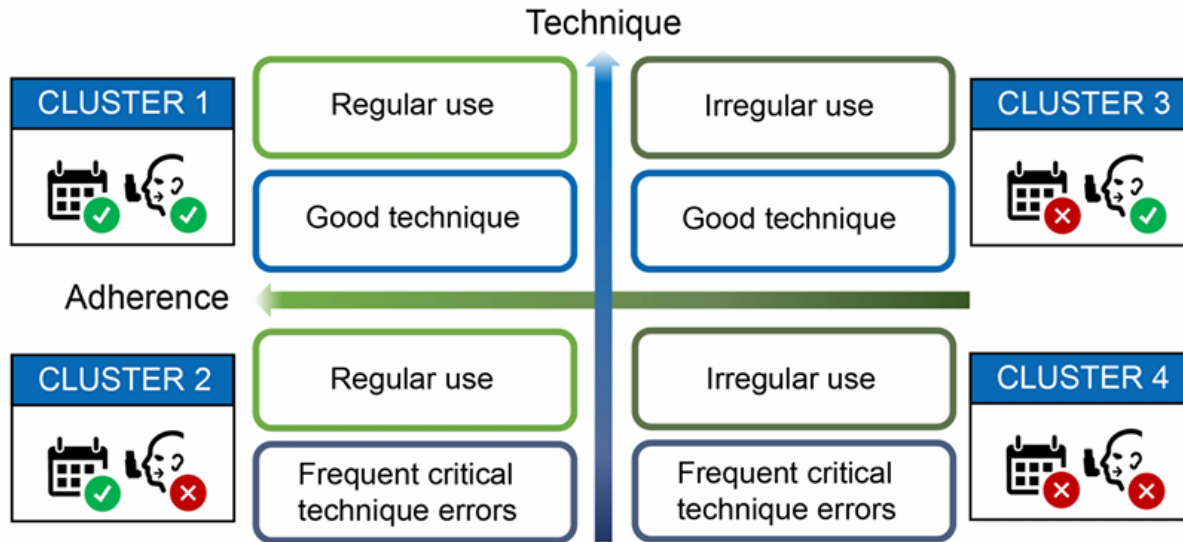 Technique
CLUSTER 1
Regular use
Irregular use
CLUSTER 3
Good technique
Good technique
Adherence
CLUSTER 2
Regular use
Irregular use
CLUSTER 4
Frequent critical
technique errors
Frequent critical
technique errors